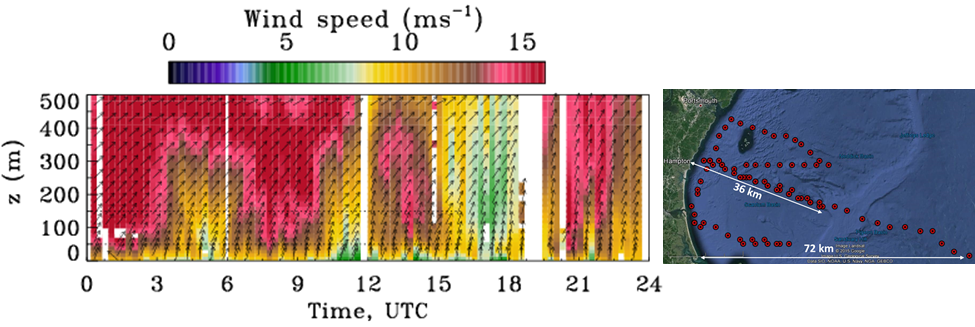 Wind speed (ms⁻¹)
0 5 10 15
500
400
300
200
100
0
z (m)
0 3 6 9 12 15 18 21 24
Time, UTC
Portsmouth
Hampton
36 km
72 km